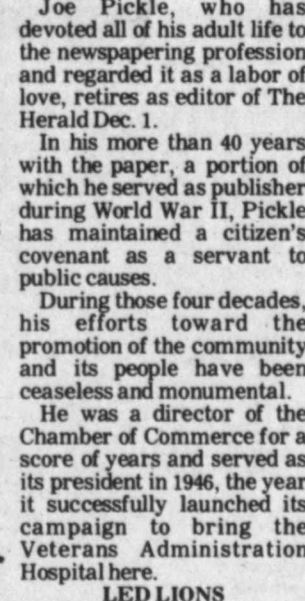 Joe Pickle, who has
devoted all of his adult life to
the newspapering profession
and regarded it as a labor of
love, retires as editor of The
Herald Dec. 1.
In his more than 40 years
with the paper, a portion of
which he served as publisher
during World War II, Pickle
has maintained a citizen's
covenant as a servant to
public causes.
During those four decades,
his efforts toward the
promotion of the community
and its people have been
ceaseless and monumental.
He was a director of the
Chamber of Commerce for a
score of years and served as
its president in 1946, the year
it successfully launched its
campaign to bring the
Veterans Administration
Hospital here.
LED LIONS